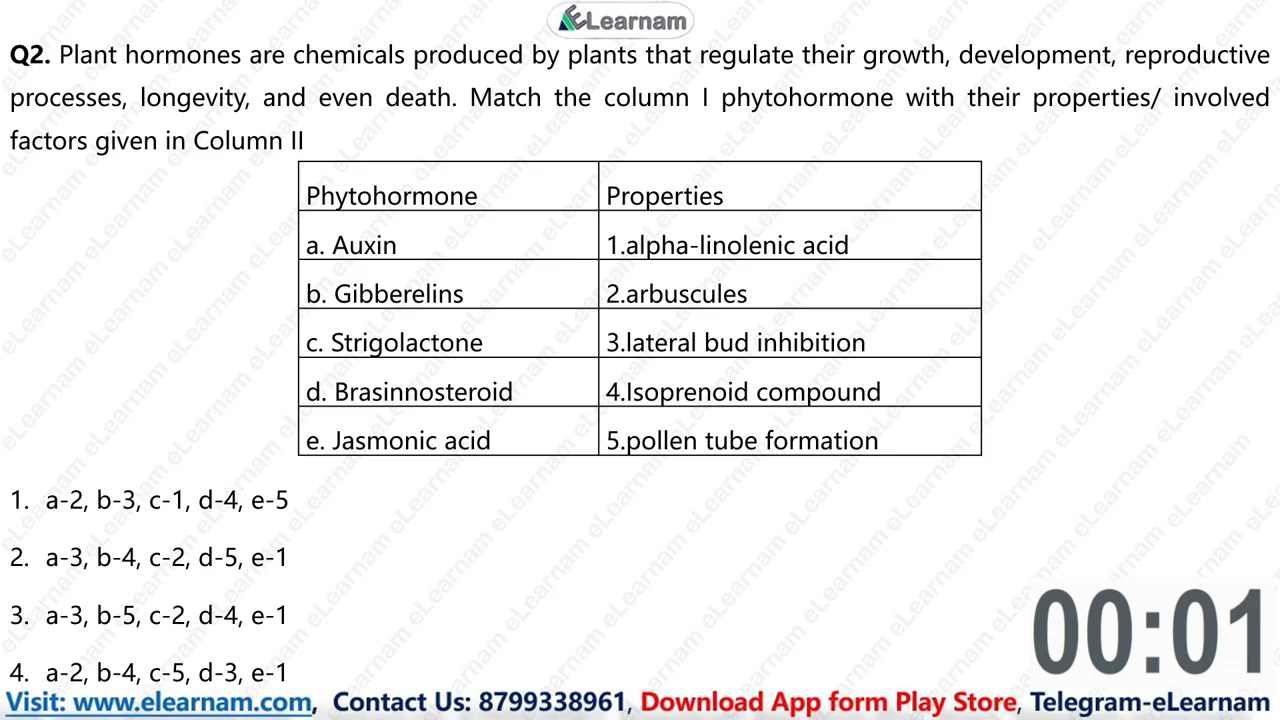 eLearnam
Q2. Plant hormones are chemicals produced by plants that regulate their growth, development, reproductive
processes, longevity, and even death. Match the column I phytohormone with their properties/ involved
factors given in Column II
Phytohormone Properties
a. Auxin 1.alpha-linolenic acid
b. Gibberelins 2.arbuscules
c. Strigolactone 3.lateral bud inhibition
d. Brasinnosteroid 4.Isoprenoid compound
e. Jasmonic acid 5.pollen tube formation
1. a-2, b-3, c-1, d-4, e-5
2. a-3, b-4, c-2, d-5, e-1
3. a-3, b-5, c-2, d-4, e-1
4. a-2, b-4, c-5, d-3, e-1
00:01
Visit: www.elearnam.com, Contact Us: 8799338961, Download App form Play Store, Telegram-eLearnam